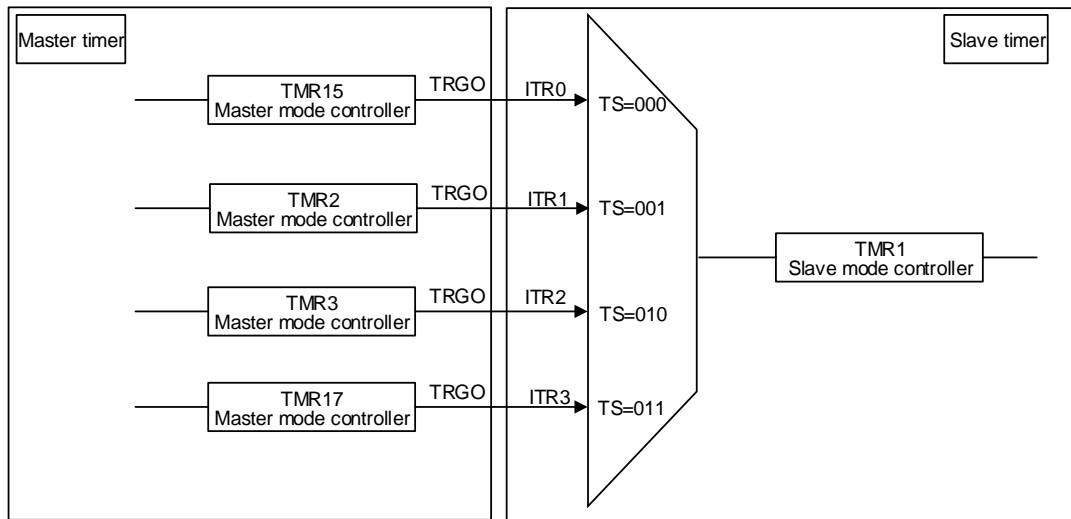 Master timer
Slave timer
TMR15
Master mode controller
TRGO
ITR0
TS=000
TMR2
Master mode controller
TRGO
ITR1
TS=001
TMR1
Slave mode controller
TMR3
Master mode controller
TRGO
ITR2
TS=010
TMR17
Master mode controller
TRGO
ITR3
TS=011